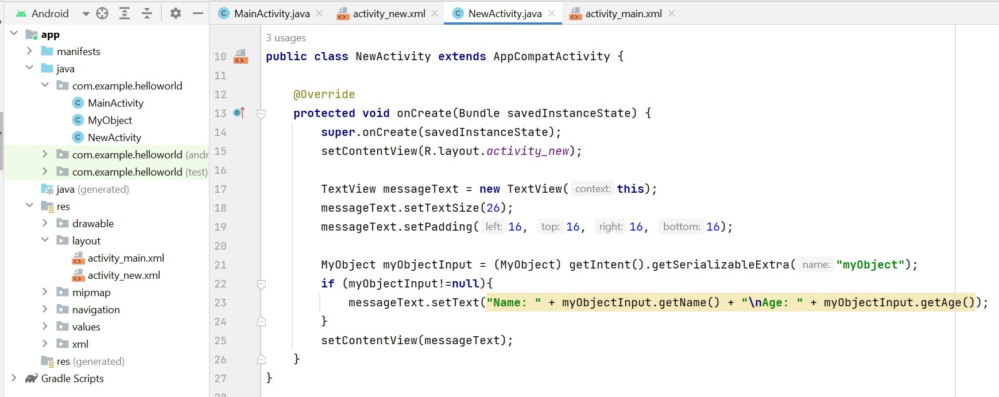 Android
MainActivity.java
activity_new.xml
NewActivity.java
activity_main.xml
app
manifests
java
com.example.helloworld
MainActivity
MyObject
NewActivity
com.example.helloworld (andr
com.example.helloworld (test)
java (generated)
res
drawable
layout
activity_main.xml
activity_new.xml
mipmap
navigation
values
xml
res (generated)
Gradle Scripts
3 usages
10 public class NewActivity extends AppCompatActivity {
11
12 @Override
13 protected void onCreate(Bundle savedInstanceState) {
14 super.onCreate(savedInstanceState);
15 setContentView(R.layout.activity_new);
16
17 TextView messageText = new TextView( context: this);
18 messageText.setTextSize(26);
19 messageText.setPadding( left: 16, top: 16, right: 16, bottom: 16);
20
21 MyObject myObjectInput = (MyObject) getIntent().getSerializableExtra( name: "myObject");
22 if (myObjectInput!=null){
23 messageText.setText("Name: " + myObjectInput.getName() + "\nAge: " + myObjectInput.getAge());
24 }
25 setContentView(messageText);
26 }
27 }
28